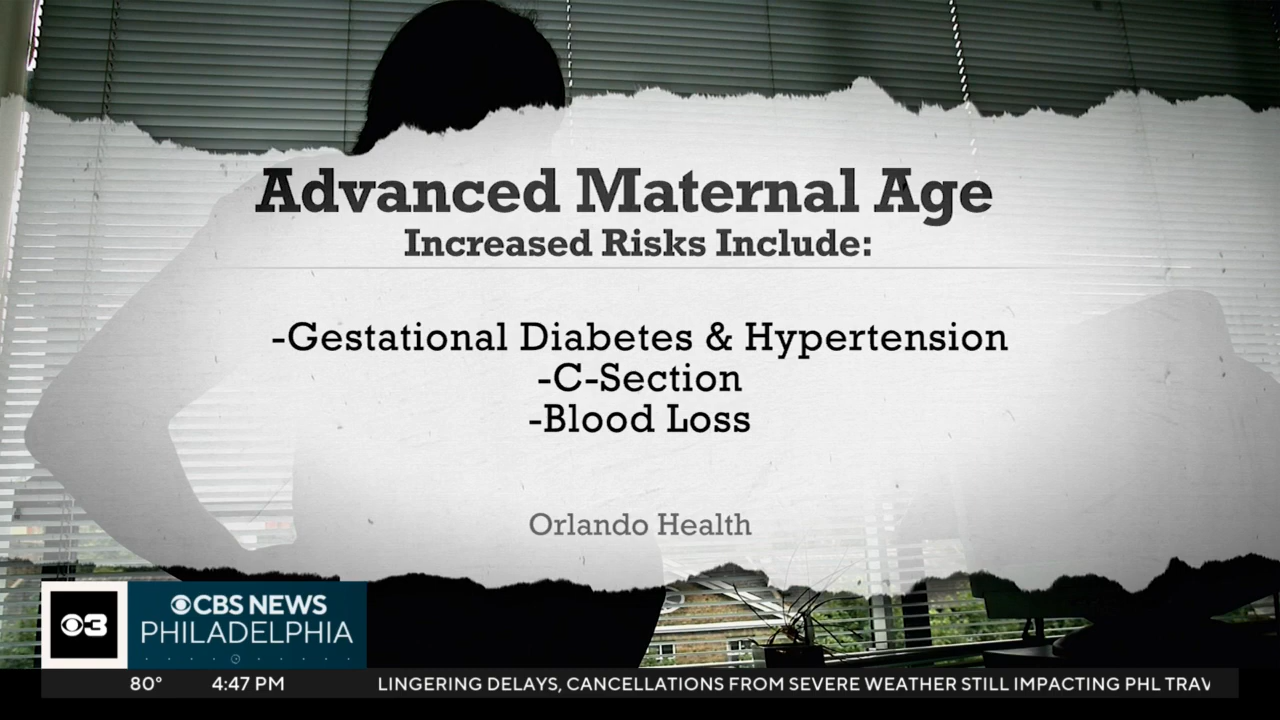 Advanced Maternal Age
Increased Risks Include:
-Gestational Diabetes & Hypertension
-C-Section
-Blood Loss
Orlando Health
3
CBS NEWS
PHILADELPHIA
80° 4:47 PM LINGERING DELAYS, CANCELLATIONS FROM SEVERE WEATHER STILL IMPACTING PHL TRAV